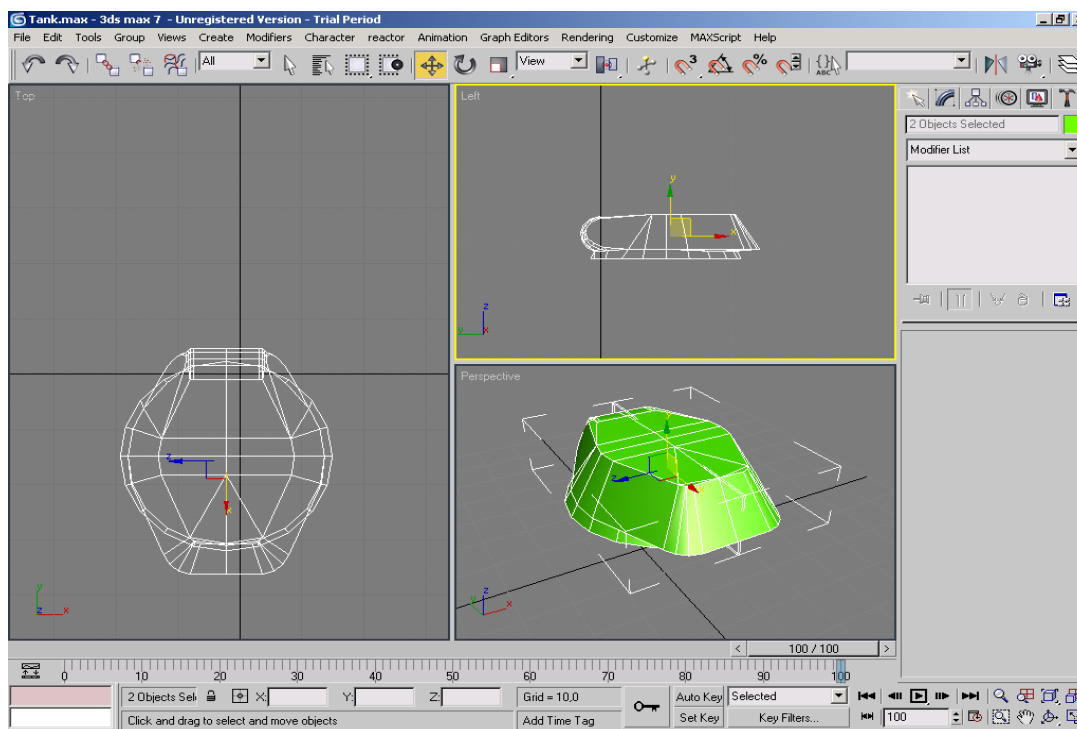 Tank.max - 3ds max 7 - Unregistered Version - Trial Period
File Edit Tools Group Views Create Modifiers Character reactor Animation Graph Editors Rendering Customize MAXScript Help
All View 3 % {} ABC
Top
Left
2 Objects Selected
Modifier List
y
x
z
y x
Perspective
z
x
y
z
x
y
z x
y
x
z
z
y x
< 100 / 100 >
0 10 20 30 40 50 60 70 80 90 100
2 Objects Sel X: Y: Z: Grid = 10,0 Auto Key Selected
Click and drag to select and move objects Add Time Tag Set Key Key Filters... 100